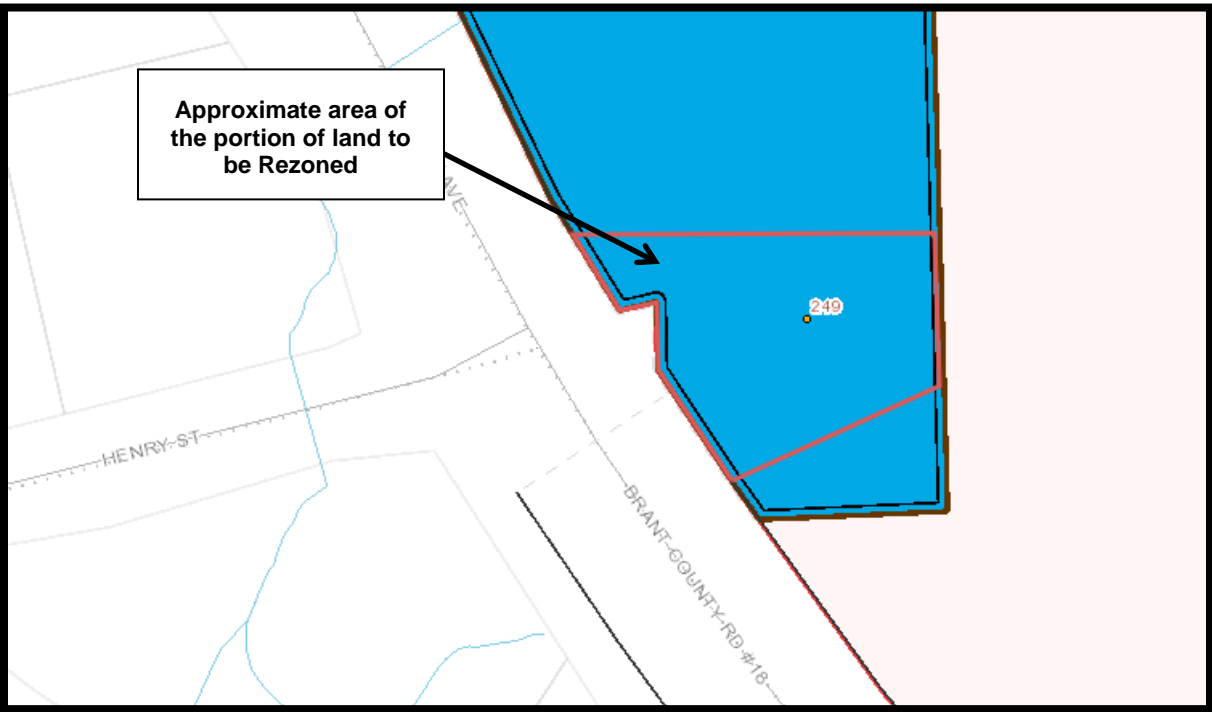 Approximate area of
the portion of land to
be Rezoned
AVE
249
HENRY ST
BRANT COUNTY RD #18